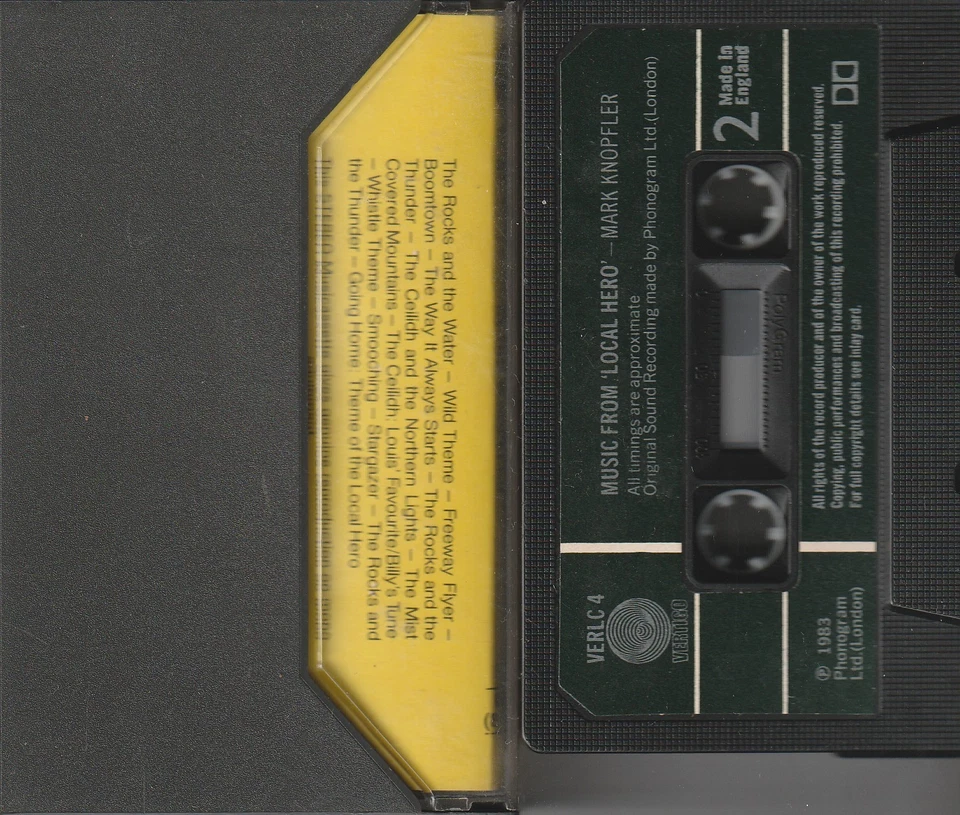 The Rocks and the Water – Wild Theme – Freeway Flyer –
Boomtown – The Way It Always Starts – The Rocks and the
Thunder – The Ceilidh and the Northern Lights – The Mist
Covered Mountains – The Ceilidh: Louis' Favourite/Billy's Tune
– Whistle Theme – Smooching – Stargazer – The Rocks and
the Thunder – Going Home: Theme of the Local Hero
This STEREO Musicassette
MUSIC FROM 'LOCAL HERO' – MARK KNOPFLER
All timings are approximate
Original Sound Recording made by Phonogram Ltd.(London)
2
Made in
England
VERLC 4
VERTIGO
PolyGram
All rights of the record producer and of the owner of the work reproduced reserved.
Copying, public performances and broadcasting of this recording prohibited.
For full copyright details see inlay card.
℗ 1983
Phonogram
Ltd.(London)